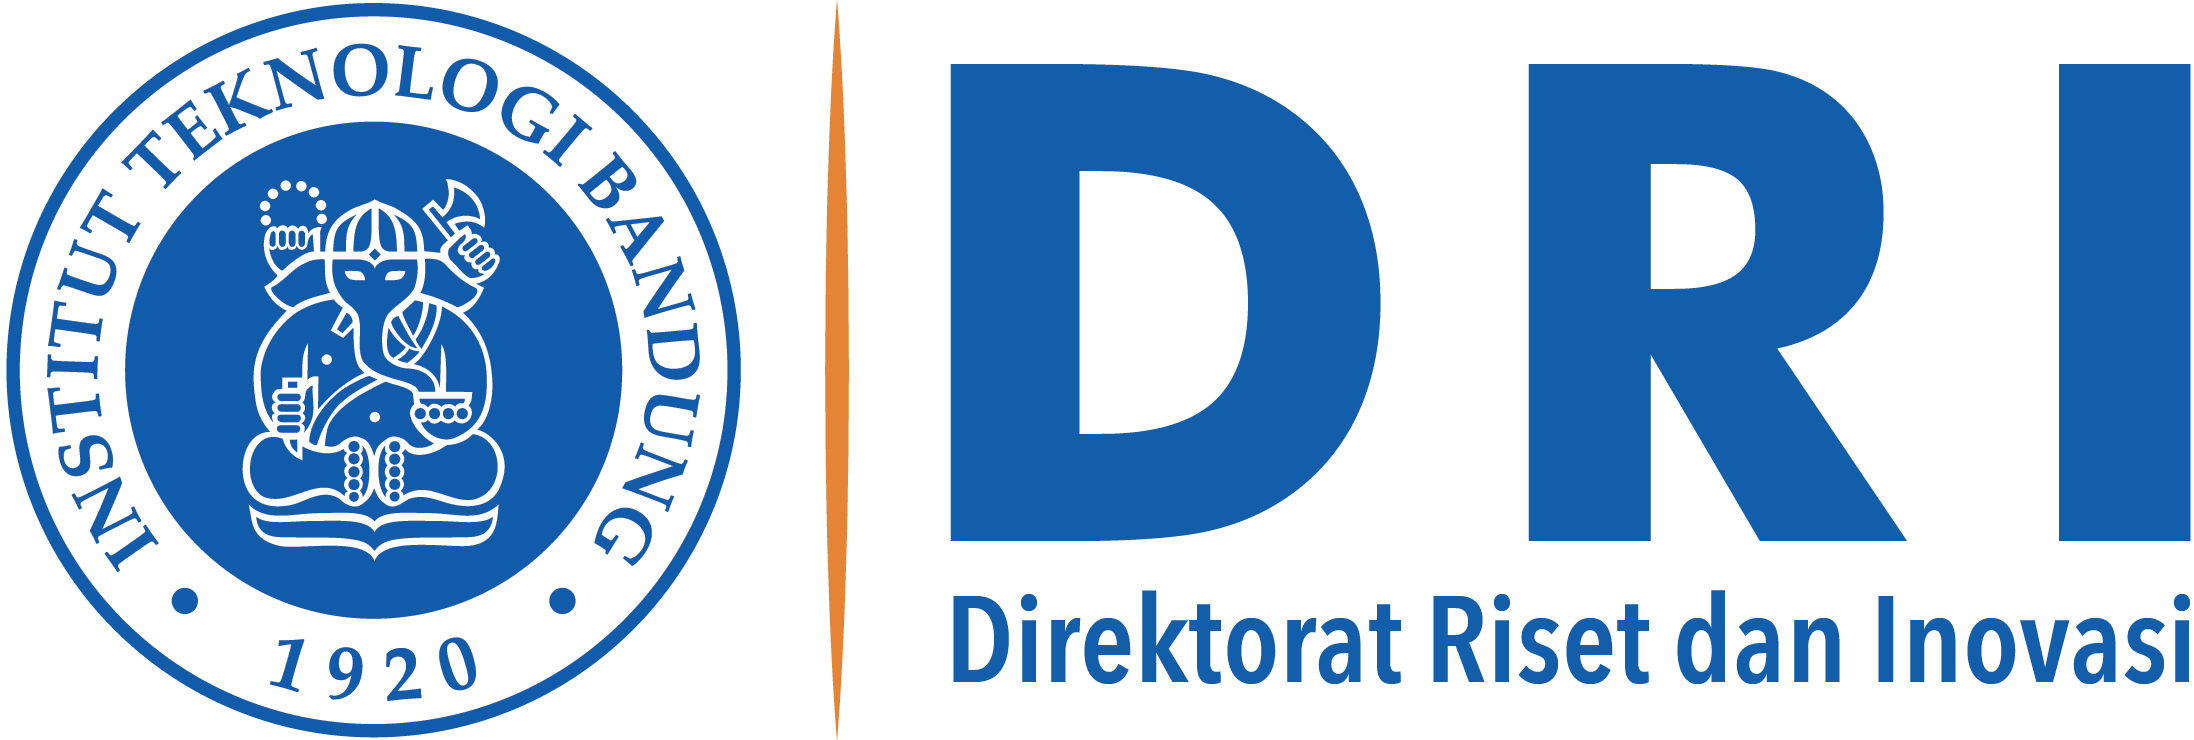 INSTITUT TEKNOLOGI BANDUNG
1920
DRI
Direktorat Riset dan Inovasi